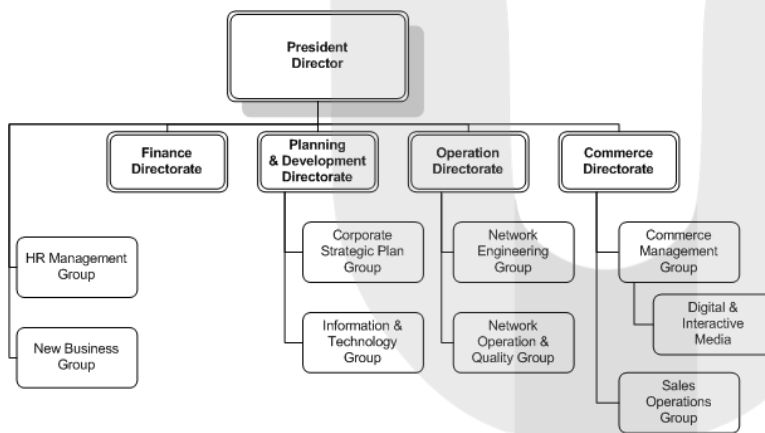 President
Director
Finance
Directorate
Planning
& Development
Directorate
Operation
Directorate
Commerce
Directorate
HR Management
Group
New Business
Group
Corporate
Strategic Plan
Group
Information &
Technology
Group
Network
Engineering
Group
Network
Operation &
Quality Group
Commerce
Management
Group
Digital &
Interactive
Media
Sales
Operations
Group